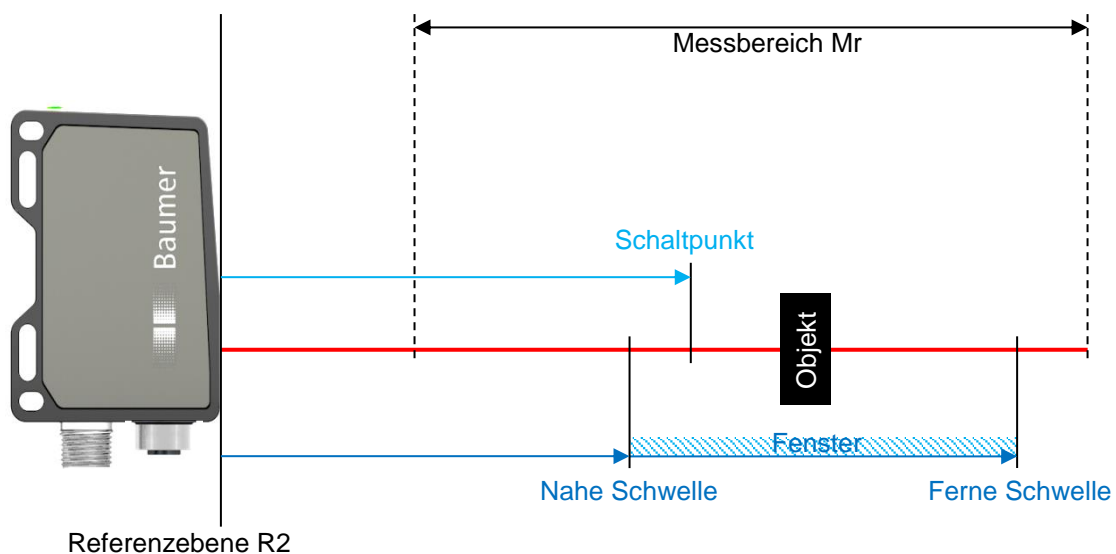 Messbereich Mr
Baumer
Schaltpunkt
Objekt
Fenster
Nahe Schwelle
Ferne Schwelle
Referenzebene R2